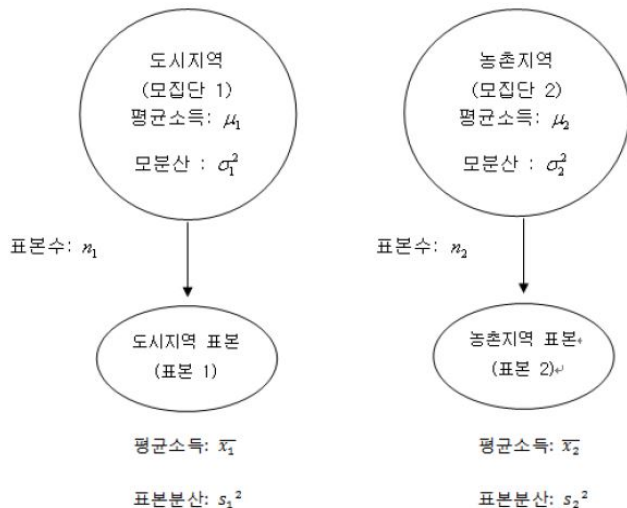 도시지역
(모집단 1)
평균소득: μ₁
모분산 : σ₁²
표본수: n₁
도시지역 표본
(표본 1)
평균소득: x̄₁
표본분산: s₁²
농촌지역
(모집단 2)
평균소득: μ₂
모분산 : σ₂²
표본수: n₂
농촌지역 표본
(표본 2)
평균소득: x̄₂
표본분산: s₂²